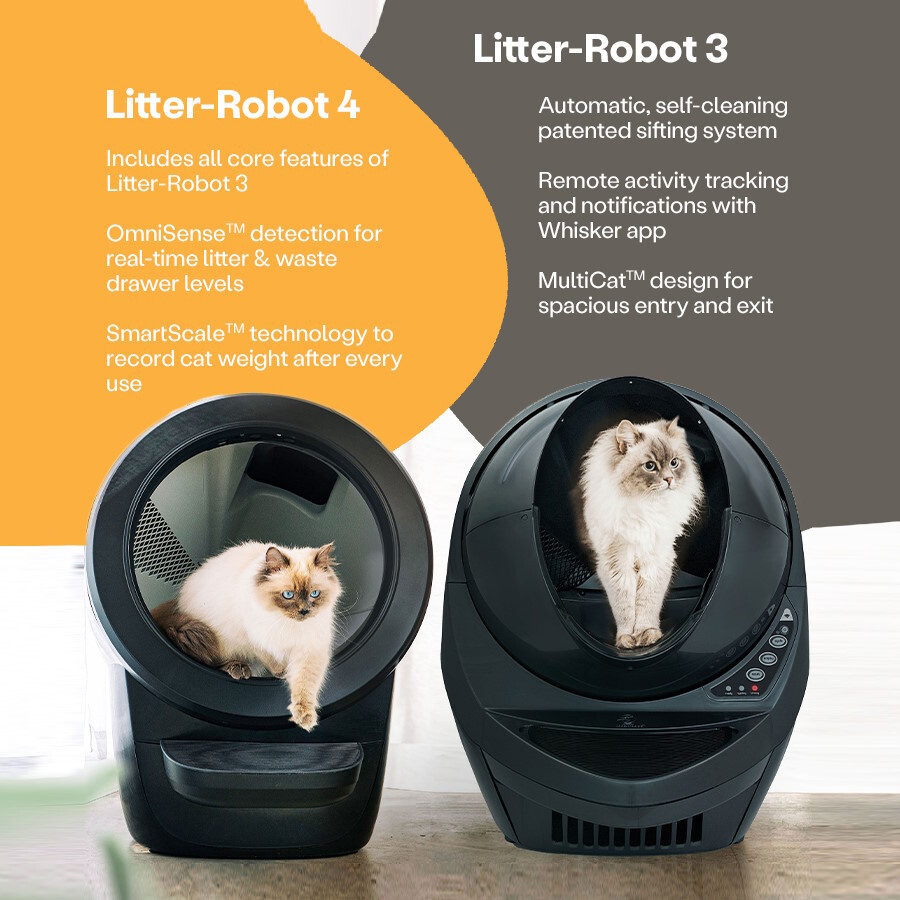 Litter-Robot 4
Includes all core features of
Litter-Robot 3
OmniSense™ detection for
real-time litter & waste
drawer levels
SmartScale™ technology to
record cat weight after every
use
Litter-Robot 3
Automatic, self-cleaning
patented sifting system
Remote activity tracking
and notifications with
Whisker app
MultiCat™ design for
spacious entry and exit